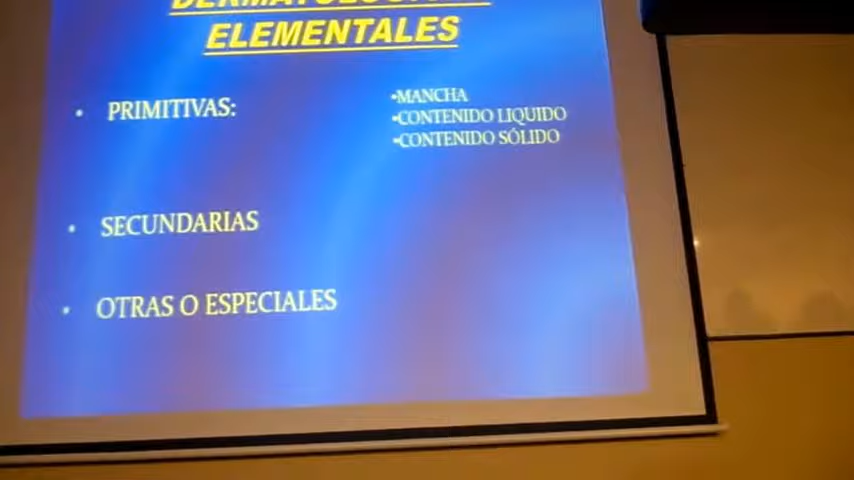 ELEMENTALES
• PRIMITIVAS:
•MANCHA
•CONTENIDO LIQUIDO
•CONTENIDO SÓLIDO
• SECUNDARIAS
• OTRAS O ESPECIALES